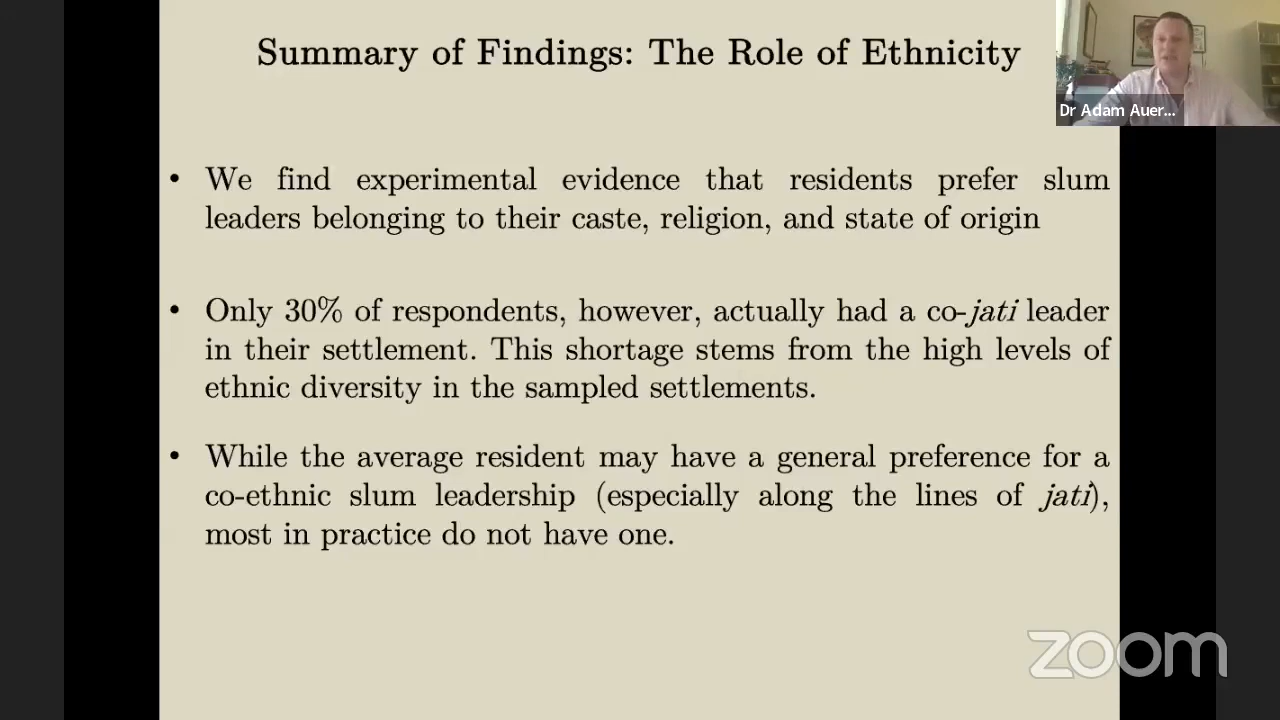 Summary of Findings: The Role of Ethnicity
Dr Adam Auer...
• We find experimental evidence that residents prefer slum
leaders belonging to their caste, religion, and state of origin
• Only 30% of respondents, however, actually had a co-jati leader
in their settlement. This shortage stems from the high levels of
ethnic diversity in the sampled settlements.
• While the average resident may have a general preference for a
co-ethnic slum leadership (especially along the lines of jati),
most in practice do not have one.
zoom